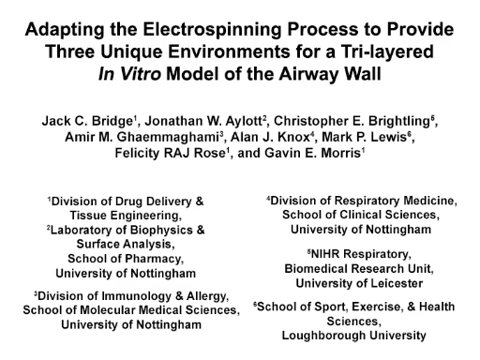 Adapting the Electrospinning Process to Provide
Three Unique Environments for a Tri-layered
In Vitro Model of the Airway Wall
Jack C. Bridge¹, Jonathan W. Aylott², Christopher E. Brightling⁵,
Amir M. Ghaemmaghami³, Alan J. Knox⁴, Mark P. Lewis⁶,
Felicity RAJ Rose¹, and Gavin E. Morris¹
¹Division of Drug Delivery &
Tissue Engineering,
²Laboratory of Biophysics &
Surface Analysis,
School of Pharmacy,
University of Nottingham
³Division of Immunology & Allergy,
School of Molecular Medical Sciences,
University of Nottingham
⁴Division of Respiratory Medicine,
School of Clinical Sciences,
University of Nottingham
⁵NIHR Respiratory,
Biomedical Research Unit,
University of Leicester
⁶School of Sport, Exercise, & Health
Sciences,
Loughborough University